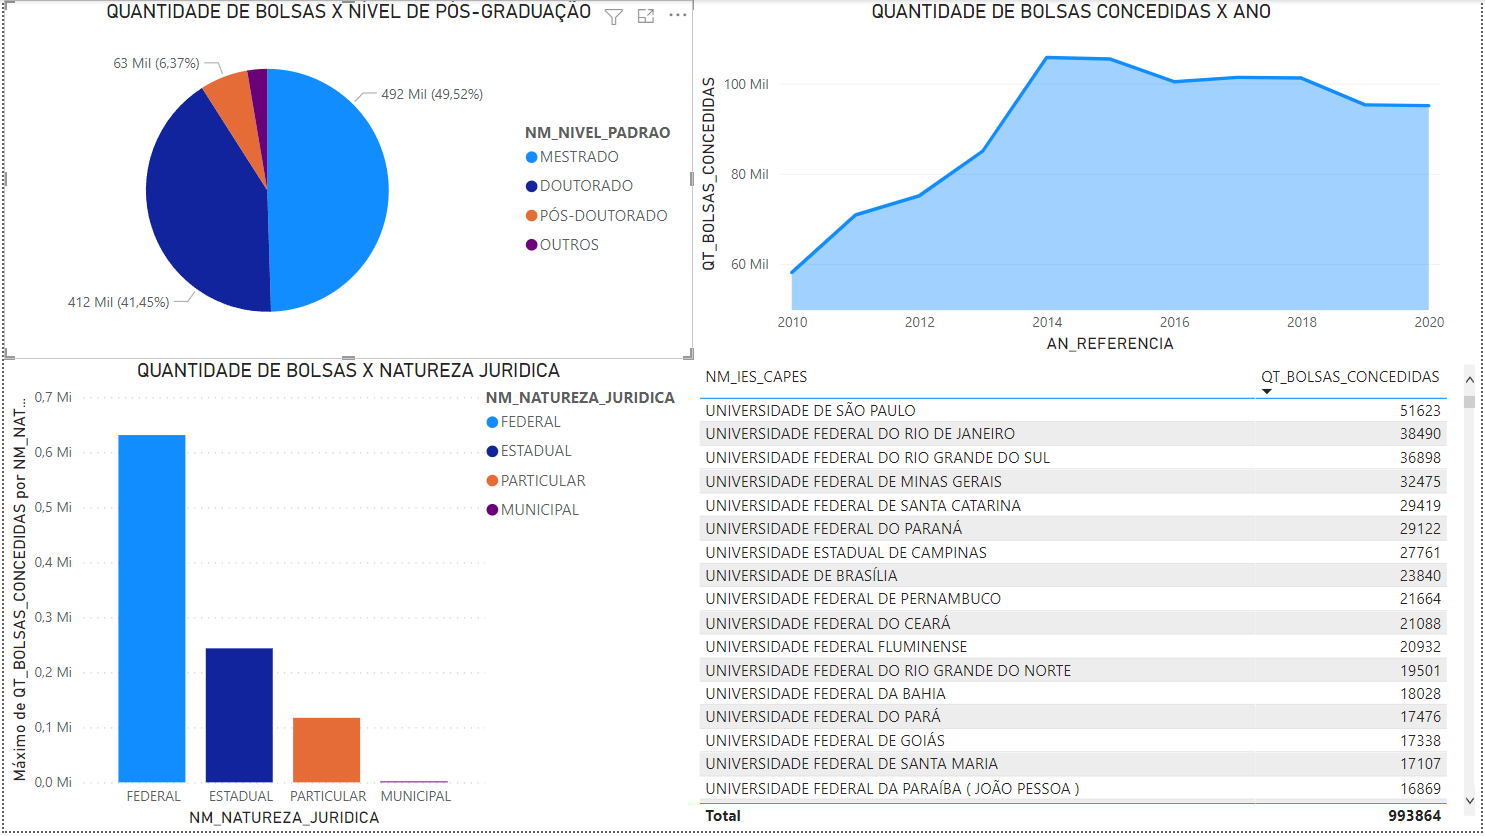 QUANTIDADE DE BOLSAS X NÍVEL DE PÓS-GRADUAÇÃO
63 Mil (6,37%)
492 Mil (49,52%)
412 Mil (41,45%)
NM_NIVEL_PADRAO
MESTRADO
DOUTORADO
PÓS-DOUTORADO
OUTROS
QUANTIDADE DE BOLSAS CONCEDIDAS X ANO
QT_BOLSAS_CONCEDIDAS
100 Mil
80 Mil
60 Mil
2010 2012 2014 2016 2018 2020
AN_REFERENCIA
QUANTIDADE DE BOLSAS X NATUREZA JURIDICA
Máximo de QT_BOLSAS_CONCEDIDAS por NM_NAT...
0,7 Mi
0,6 Mi
0,5 Mi
0,4 Mi
0,3 Mi
0,2 Mi
0,1 Mi
0,0 Mi
FEDERAL ESTADUAL PARTICULAR MUNICIPAL
NM_NATUREZA_JURIDICA
NM_NATUREZA_JURIDICA
FEDERAL
ESTADUAL
PARTICULAR
MUNICIPAL
NM_IES_CAPES QT_BOLSAS_CONCEDIDAS
UNIVERSIDADE DE SÃO PAULO 51623
UNIVERSIDADE FEDERAL DO RIO DE JANEIRO 38490
UNIVERSIDADE FEDERAL DO RIO GRANDE DO SUL 36898
UNIVERSIDADE FEDERAL DE MINAS GERAIS 32475
UNIVERSIDADE FEDERAL DE SANTA CATARINA 29419
UNIVERSIDADE FEDERAL DO PARANÁ 29122
UNIVERSIDADE ESTADUAL DE CAMPINAS 27761
UNIVERSIDADE DE BRASÍLIA 23840
UNIVERSIDADE FEDERAL DE PERNAMBUCO 21664
UNIVERSIDADE FEDERAL DO CEARÁ 21088
UNIVERSIDADE FEDERAL FLUMINENSE 20932
UNIVERSIDADE FEDERAL DO RIO GRANDE DO NORTE 19501
UNIVERSIDADE FEDERAL DA BAHIA 18028
UNIVERSIDADE FEDERAL DO PARÁ 17476
UNIVERSIDADE FEDERAL DE GOIÁS 17338
UNIVERSIDADE FEDERAL DE SANTA MARIA 17107
UNIVERSIDADE FEDERAL DA PARAÍBA ( JOÃO PESSOA ) 16869
Total 993864